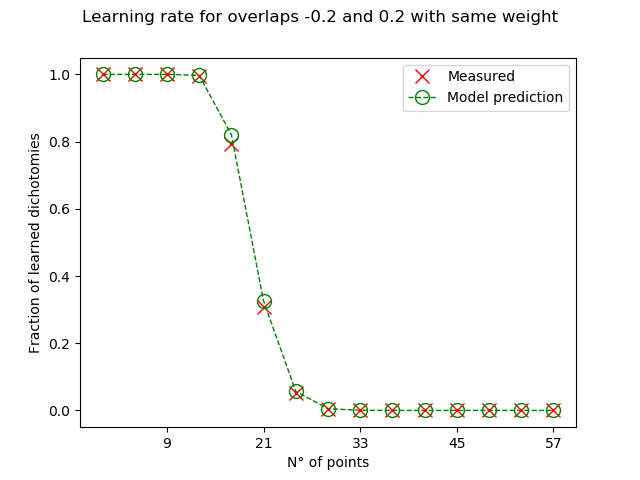 Learning rate for overlaps -0.2 and 0.2 with same weight
Measured
Model prediction
Fraction of learned dichotomies
1.0
0.8
0.6
0.4
0.2
0.0
9 21 33 45 57
N° of points